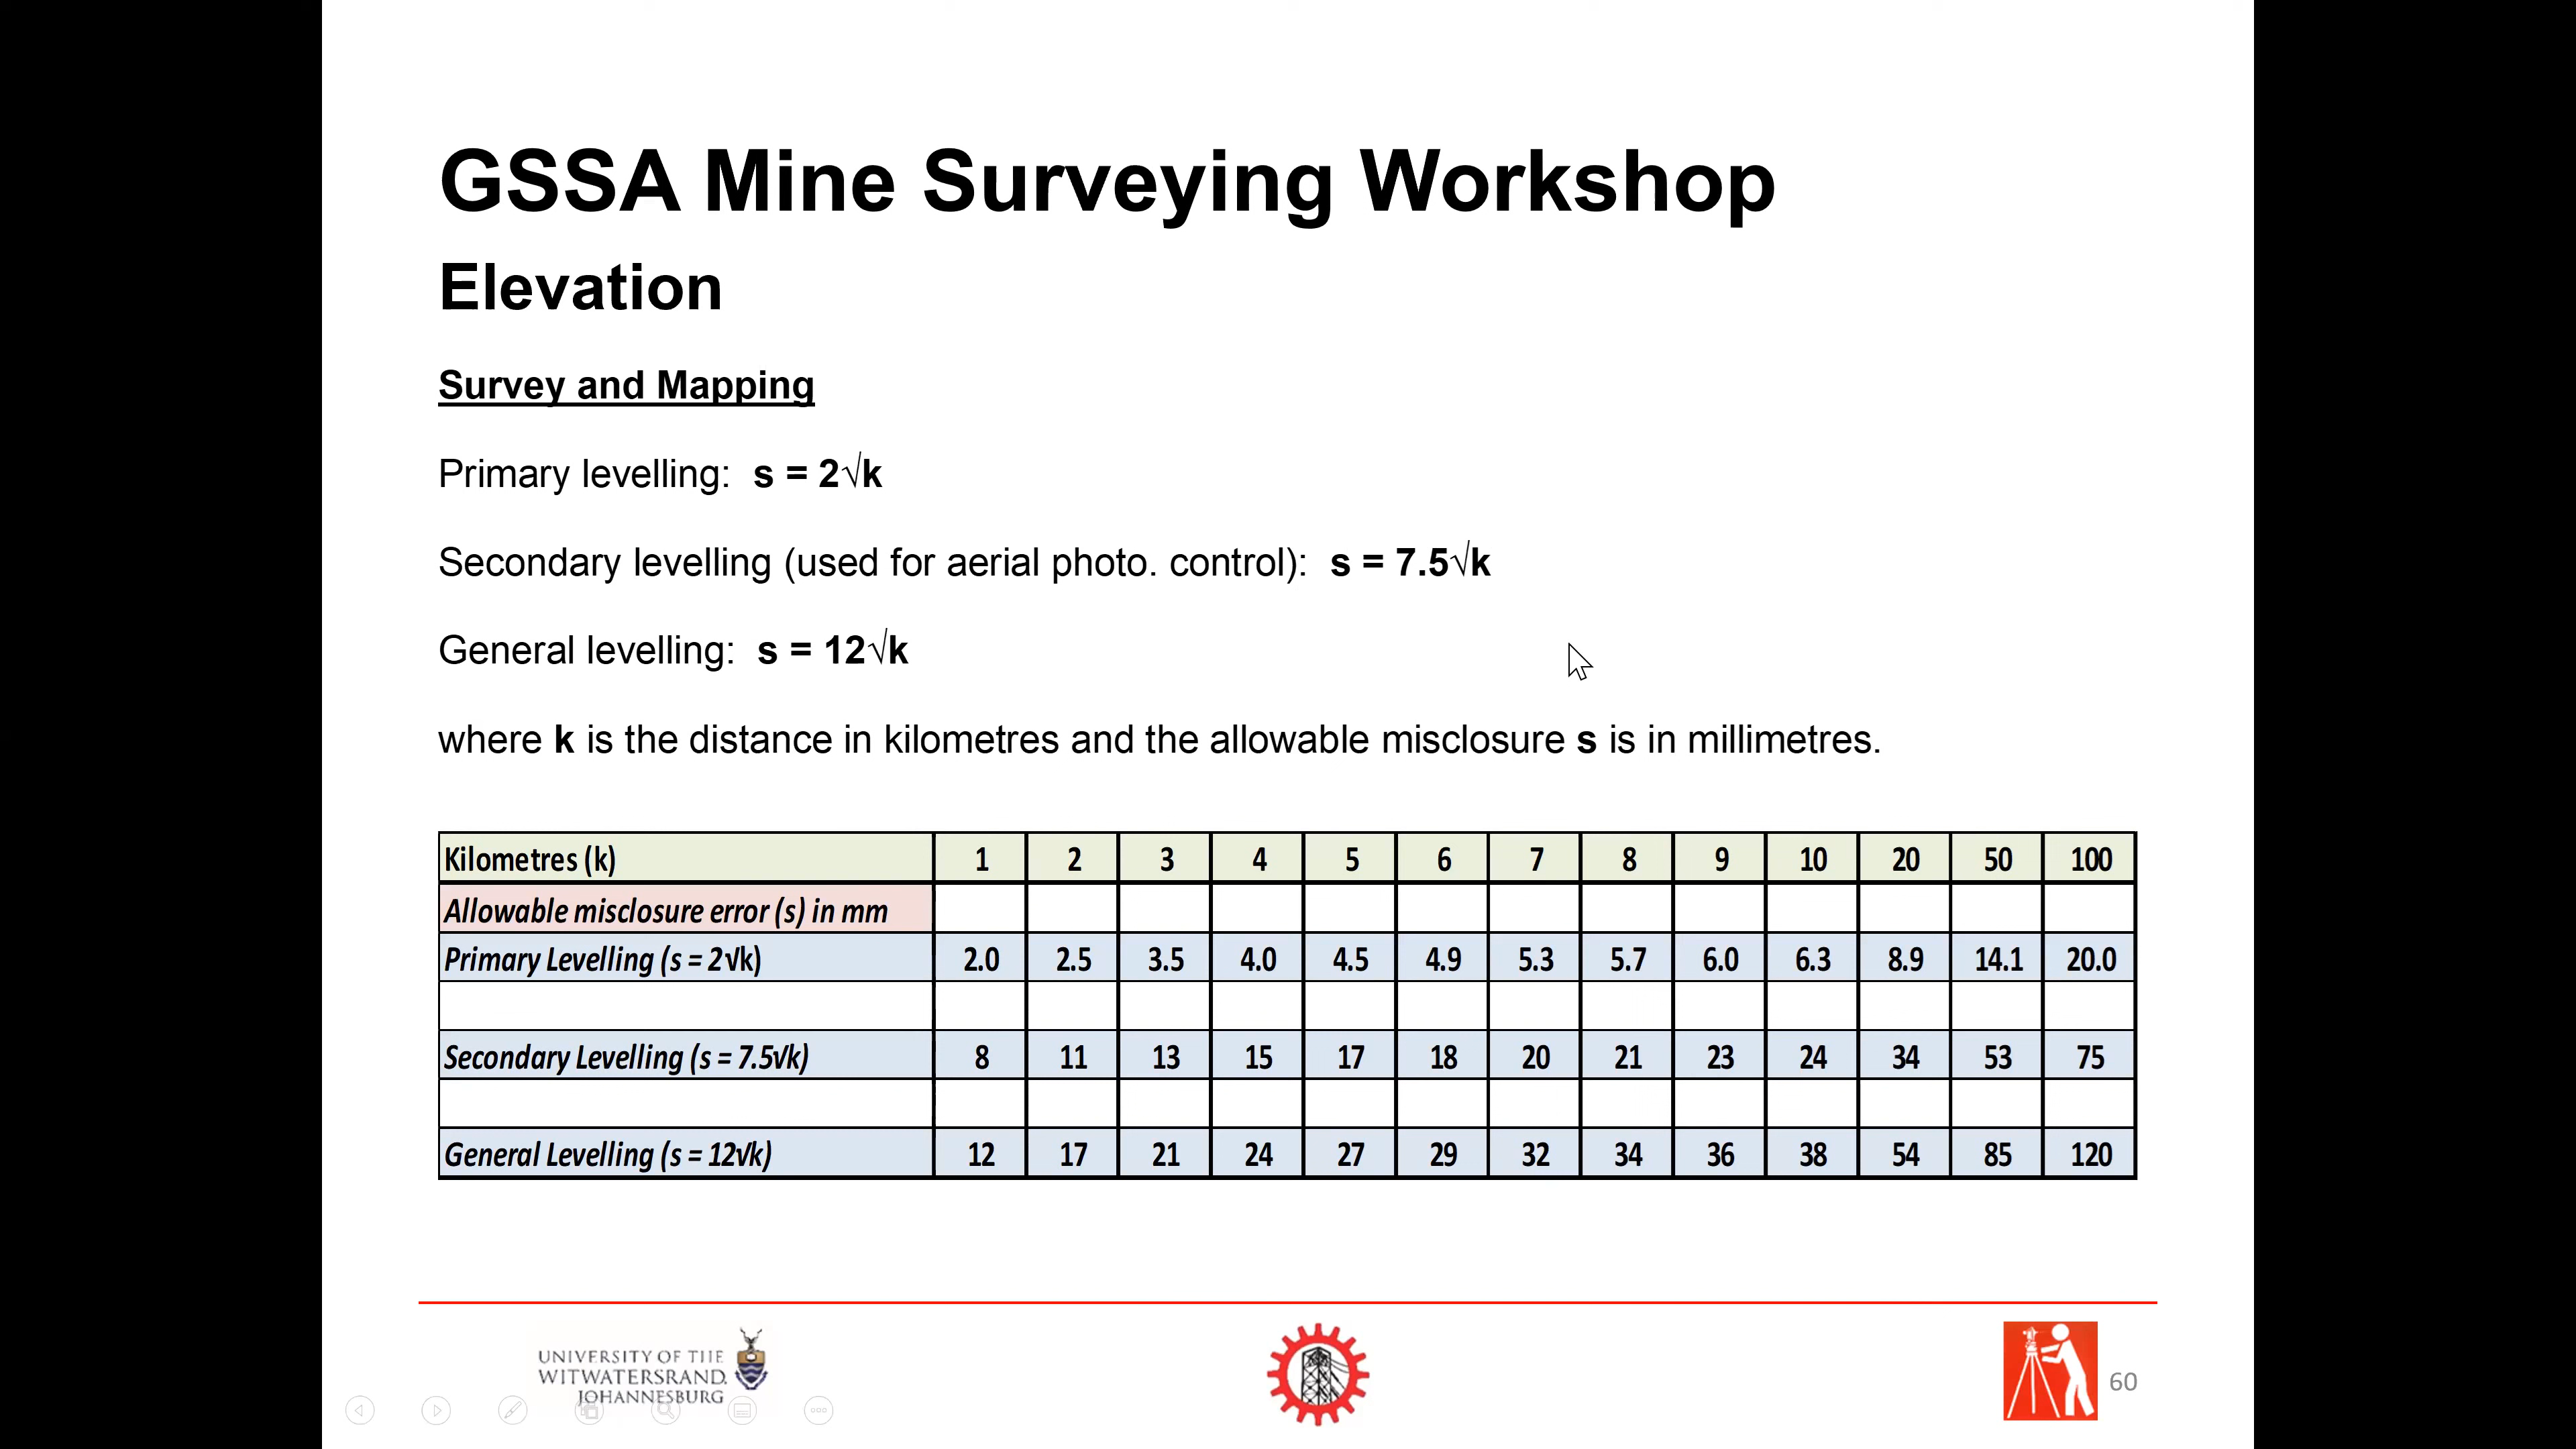 GSSA Mine Surveying Workshop
Elevation
Survey and Mapping
Primary levelling: s = 2√k
Secondary levelling (used for aerial photo. control): s = 7.5√k
General levelling: s = 12√k
where k is the distance in kilometres and the allowable misclosure s is in millimetres.
Kilometres (k) 1 2 3 4 5 6 7 8 9 10 20 50 100
Allowable misclosure error (s) in mm
Primary Levelling (s = 2√k) 2.0 2.5 3.5 4.0 4.5 4.9 5.3 5.7 6.0 6.3 8.9 14.1 20.0
Secondary Levelling (s = 7.5√k) 8 11 13 15 17 18 20 21 23 24 34 53 75
General Levelling (s = 12√k) 12 17 21 24 27 29 32 34 36 38 54 85 120
UNIVERSITY OF THE
WITWATERSRAND,
JOHANNESBURG
60